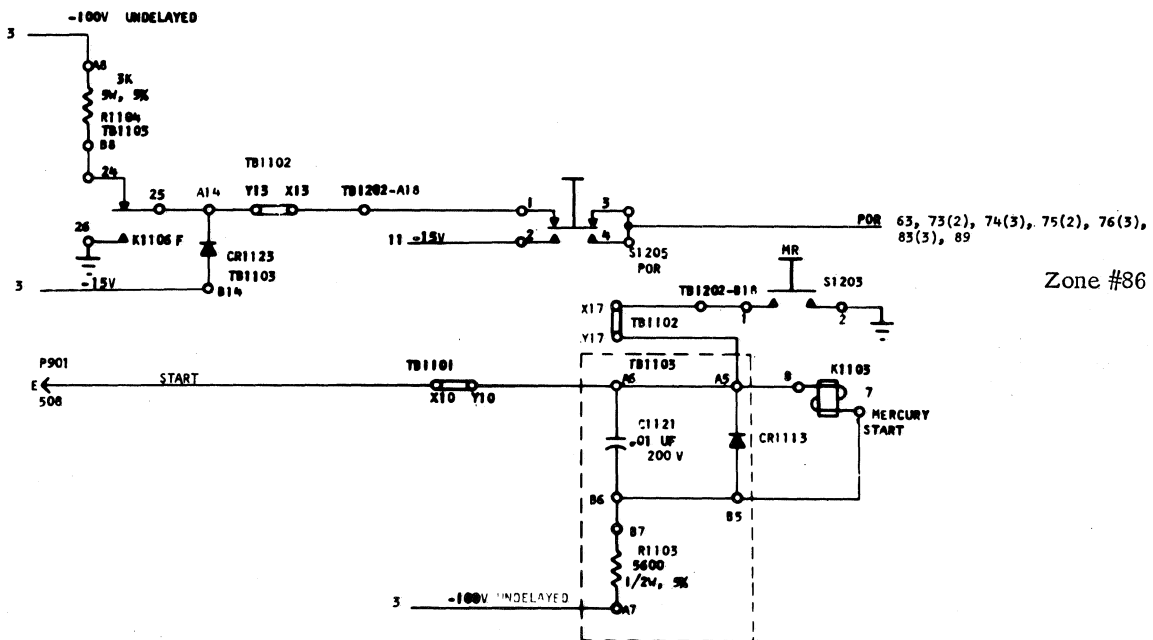 -100V UNDELAYED
3
A8
3K
5W, 5%
R1104
TB1103
B8
24
TB1102
25
A14
Y13 X13
TB1202-A18
1
3
26
K1106 F
CR1123
TB1103
11 -15V
2
4
S1205
POR
POR
63, 73(2), 74(3), 75(2), 76(3),
83(3), 89
3
-15V
B14
MR
Zone #86
TB1202-B18
S1203
X17
TB1102
1
2
Y17
P901
E
508
START
TB1101
X10 Y10
TB1103
A6
A5
8
K1105
7
MERCURY
START
C1121
.01 UF
200 V
CR1113
B6
B5
B7
R1103
5600
1/2W, 5%
3
-100V UNDELAYED
A7